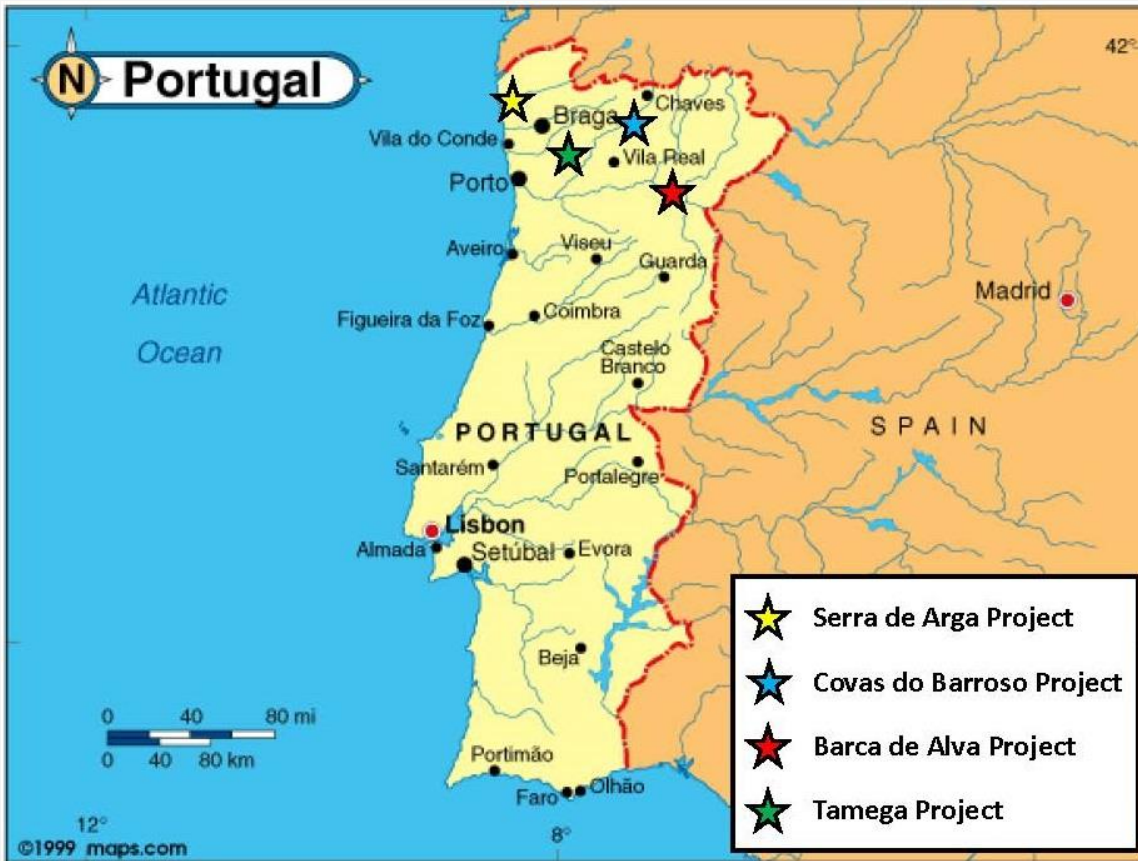 N Portugal
42°
Chaves
Braga
Vila do Conde
Vila Real
Porto
Aveiro
Viseu
Guarda
Atlantic
Ocean
Madrid
Figueira da Foz
Coimbra
Castelo
Branco
PORTUGAL
SPAIN
Santarém
Portalegre
Lisbon
Almada
Setúbal
Evora
Beja
0 40 80 mi
0 40 80 km
Portimão
Faro
Olhão
12°
8°
©1999 maps.com
Serra de Arga Project
Covas do Barroso Project
Barca de Alva Project
Tamega Project